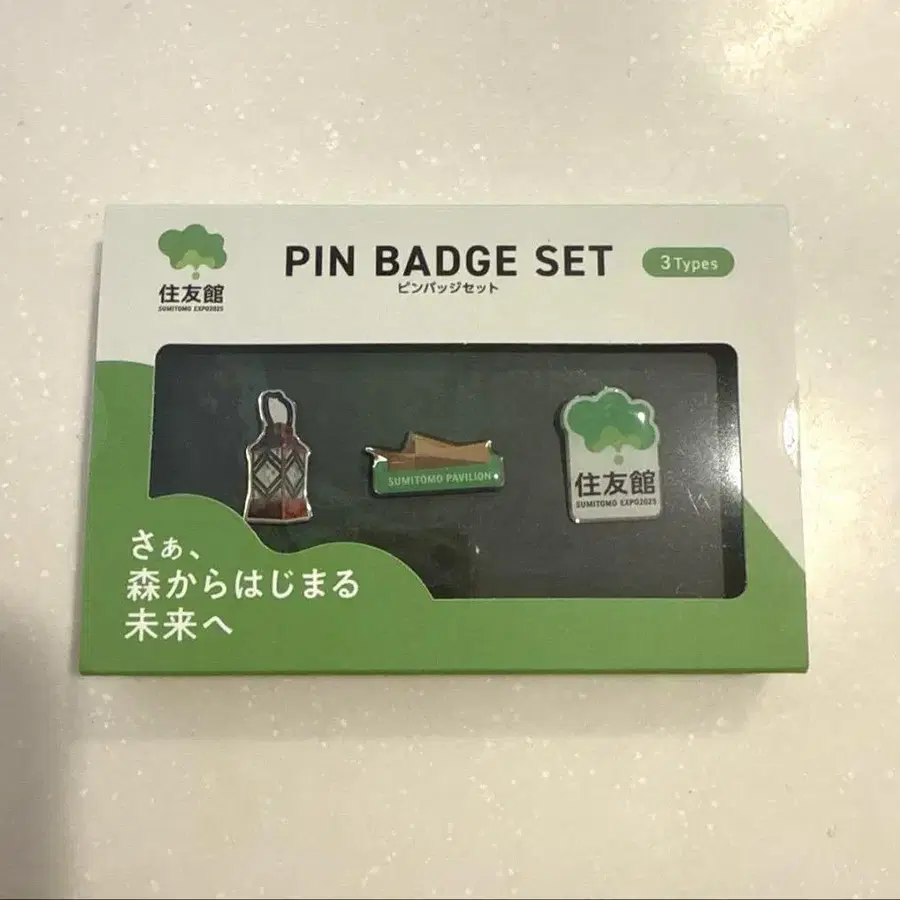 住友館
SUMITOMO EXPO2025
PIN BADGE SET
ピンバッジセット
3 Types
SUMITOMO PAVILION
住友館
SUMITOMO EXPO2025
さぁ、
森からはじまる
未来へ